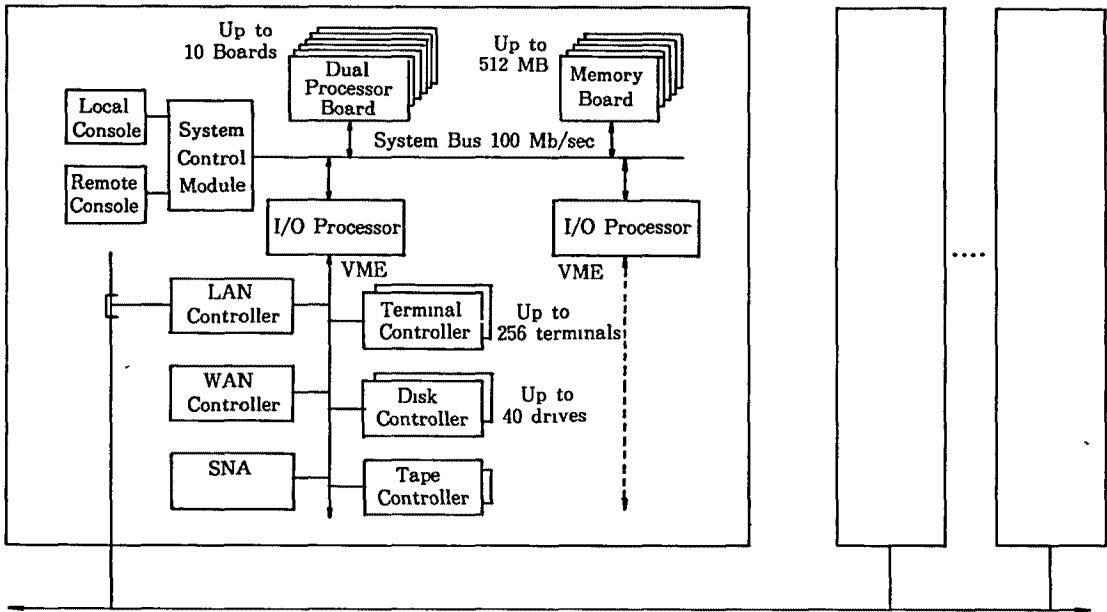 Up to
10 Boards
Dual
Processor
Board
Up to
512 MB
Memory
Board
Local
Console
System
Control
Module
Remote
Console
System Bus 100 Mb/sec
I/O Processor
I/O Processor
VME
VME
LAN
Controller
Terminal
Controller
Up to
256 terminals
WAN
Controller
Disk
Controller
Up to
40 drives
SNA
Tape
Controller